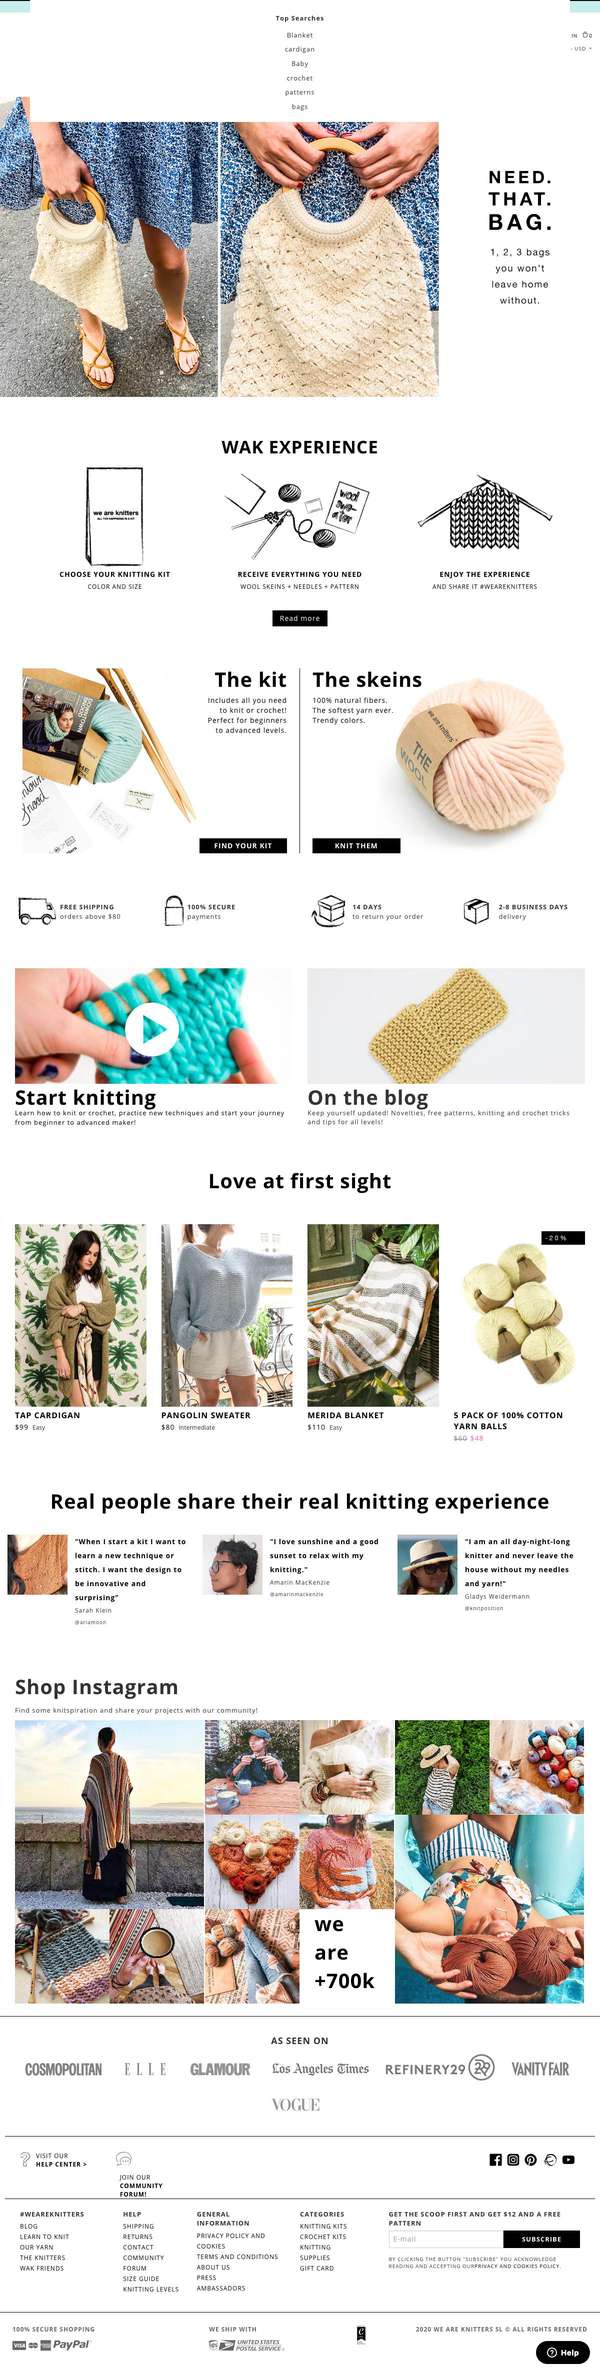 Top Searches
Blanket
cardigan
Baby
crochet
patterns
bags
IN 0
- USD
NEED.
THAT.
BAG.
1, 2, 3 bags
you won't
leave home
without.
WAK EXPERIENCE
we are knitters
wool
swe-
a ter
CHOOSE YOUR KNITTING KIT
COLOR AND SIZE
RECEIVE EVERYTHING YOU NEED
WOOL SKEINS + NEEDLES + PATTERN
ENJOY THE EXPERIENCE
AND SHARE IT #WEAREKNITTERS
Read more
The kit
Includes all you need
to knit or crochet!
Perfect for beginners
to advanced levels.
FIND YOUR KIT
The skeins
100% natural fibers.
The softest yarn ever.
Trendy colors.
we are knitters
THE
WOOL
KNIT THEM
FREE SHIPPING
orders above $80
100% SECURE
payments
14 DAYS
to return your order
2-8 BUSINESS DAYS
delivery
Start knitting
Learn how to knit or crochet, practice new techniques and start your journey
from beginner to advanced maker!
On the blog
Keep yourself updated! Novelties, free patterns, knitting and crochet tricks
and tips for all levels!
Love at first sight
-20%
TAP CARDIGAN
$99 Easy
PANGOLIN SWEATER
$80 Intermediate
MERIDA BLANKET
$110 Easy
5 PACK OF 100% COTTON
YARN BALLS
$60 $48
Real people share their real knitting experience
"When I start a kit I want to
learn a new technique or
stitch. I want the design to
be innovative and
surprising"
Sarah Klein
@ariamoon
"I love sunshine and a good
sunset to relax with my
knitting."
Amarin MacKenzie
@amarinmackenzie
"I am an all day-night-long
knitter and never leave the
house without my needles
and yarn!"
Gladys Weidermann
@knitposition
Shop Instagram
Find some knitspiration and share your projects with our community!
we
are
+700k
AS SEEN ON
COSMOPOLITAN
ELLE
GLAMOUR
Los Angeles Times
REFINERY29
VANITY FAIR
VOGUE
VISIT OUR
HELP CENTER >
JOIN OUR
COMMUNITY
FORUM!
#WEAREKNITTERS
BLOG
LEARN TO KNIT
OUR YARN
THE KNITTERS
WAK FRIENDS
HELP
SHIPPING
RETURNS
CONTACT
COMMUNITY
FORUM
SIZE GUIDE
KNITTING LEVELS
GENERAL
INFORMATION
PRIVACY POLICY AND
COOKIES
TERMS AND CONDITIONS
ABOUT US
PRESS
AMBASSADORS
CATEGORIES
KNITTING KITS
CROCHET KITS
KNITTING
SUPPLIES
GIFT CARD
GET THE SCOOP FIRST AND GET $12 AND A FREE
PATTERN
E-mail
SUBSCRIBE
BY CLICKING THE BUTTON "SUBSCRIBE" YOU ACKNOWLEDGE
READING AND ACCEPTING OUR PRIVACY AND COOKIES POLICY.
100% SECURE SHOPPING
VISA PayPal
WE SHIP WITH
UNITED STATES
POSTAL SERVICE
2020 WE ARE KNITTERS SL © ALL RIGHTS RESERVED
Help